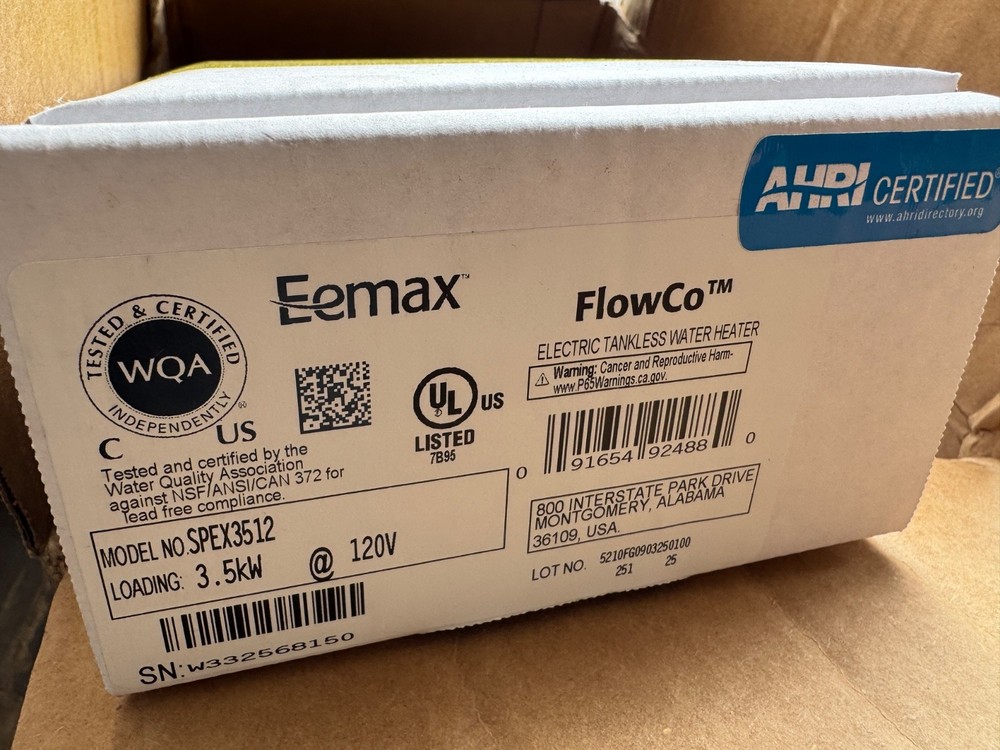 AHRI CERTIFIED®
www.ahridirectory.org
Eemax™
FlowCo™
ELECTRIC TANKLESS WATER HEATER
⚠ Warning: Cancer and Reproductive Harm-
www.P65Warnings.ca.gov.
TESTED & CERTIFIED
WQA
INDEPENDENTLY
®
C US
Tested and certified by the
Water Quality Association
against NSF/ANSI/CAN 372 for
lead free compliance.
UL US
LISTED
7B95
0 91654 92488 0
MODEL NO. SPEX3512
LOADING: 3.5kW @ 120V
SN: W332568150
800 INTERSTATE PARK DRIVE
MONTGOMERY, ALABAMA
36109, USA.
LOT NO. 5210FG0903250100
251 25